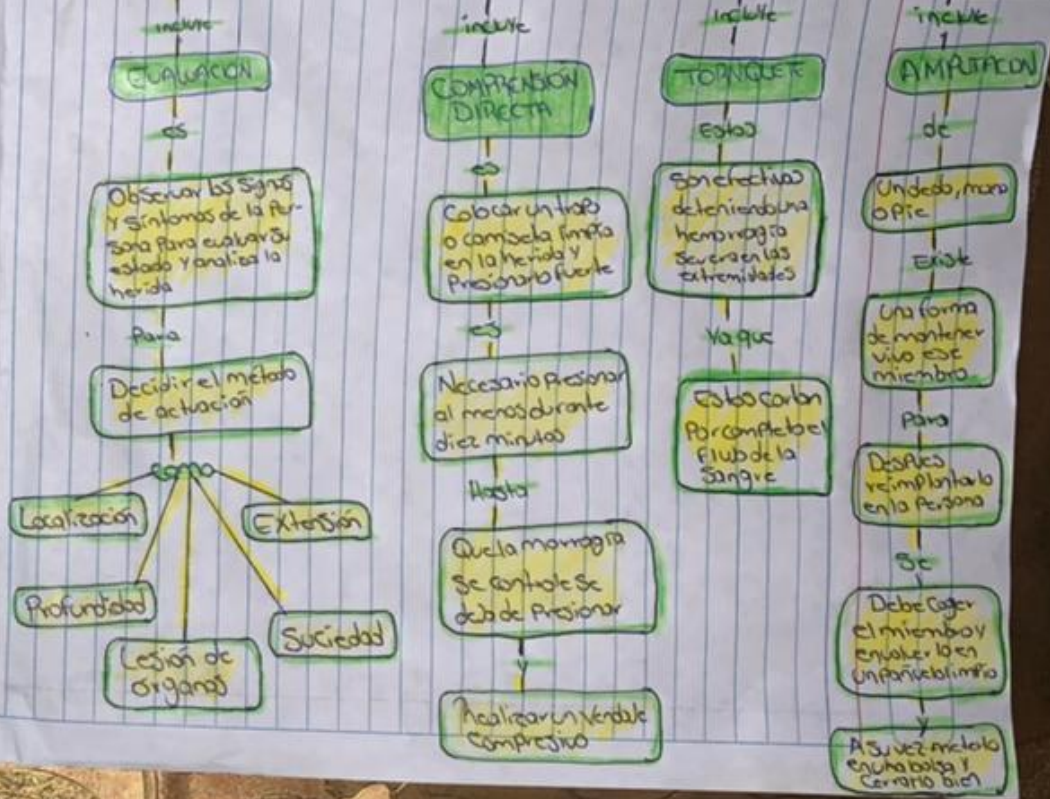 incluye
EVALUACIÓN
es
Observar los signos
y síntomas de la Per-
sona Para evaluar su
estado y analiza la
herida
Para
Decidir el método
de actuación
como
Localización
Extensión
Profundidad
Suciedad
Lesión de
órganos
incluye
COMPRENSIÓN
DIRECTA
es
Colocar un trapo
o camiseta limpia
en la herida y
Presionarlo fuerte
es
Necesario Presionar
al menos durante
diez minutos
Hasta
Que la morragia
se controle se
debe de Presionar
y
Realizar un vendaje
compresivo
incluye
TORNIQUETE
Estos
Son efectivos
deteniendo una
hemorragia
severa en las
extremidades
Ya que
Estos cortan
Por completo el
Flujo de la
Sangre
incluye
AMPUTACON
de
Un dedo, mano
o Pie
Existe
Una forma
de mantener
vivo ese
miembro
Para
Después
reimplantarlo
en la Persona
Se
Debe coger
el miembro y
envolverlo en
un Pañuelo limpio
y
A su vez meterlo
en una bolsa y
cerrarlo bien